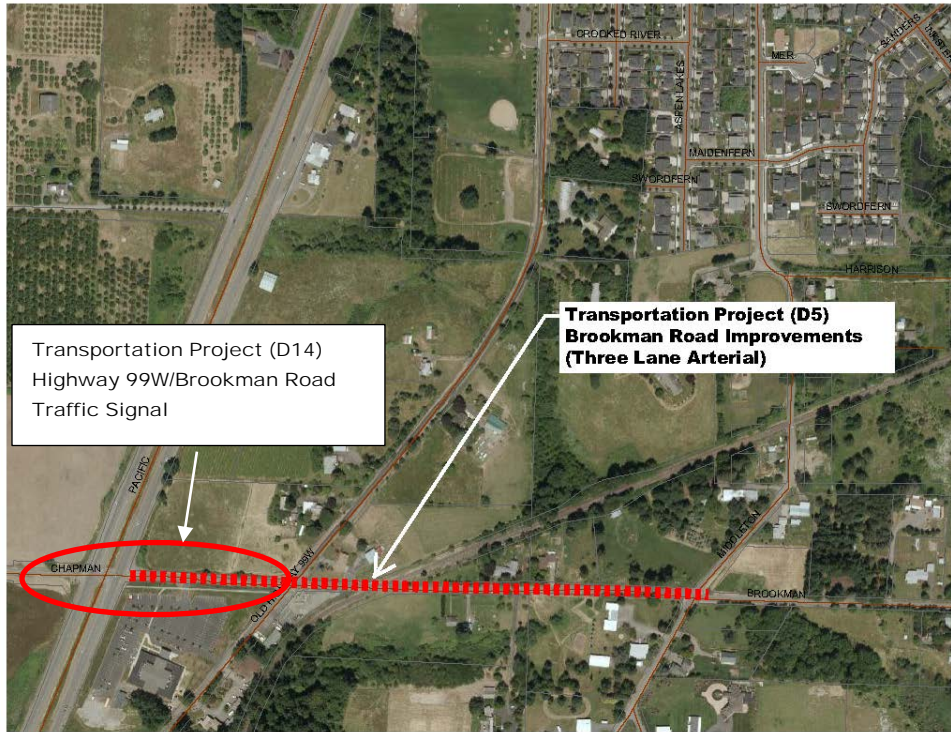 CROOKED RIVER
SANDERS
MER
ASPEN LAKES
MAIDENFERN
SWORDFERN
SWORDFERN
HARRISON
Transportation Project (D5)
Brookman Road Improvements
(Three Lane Arterial)
Transportation Project (D14)
Highway 99W/Brookman Road
Traffic Signal
PACIFIC
MIDDLETON
CHAPMAN
OLD H Y 99W
BROOKMAN